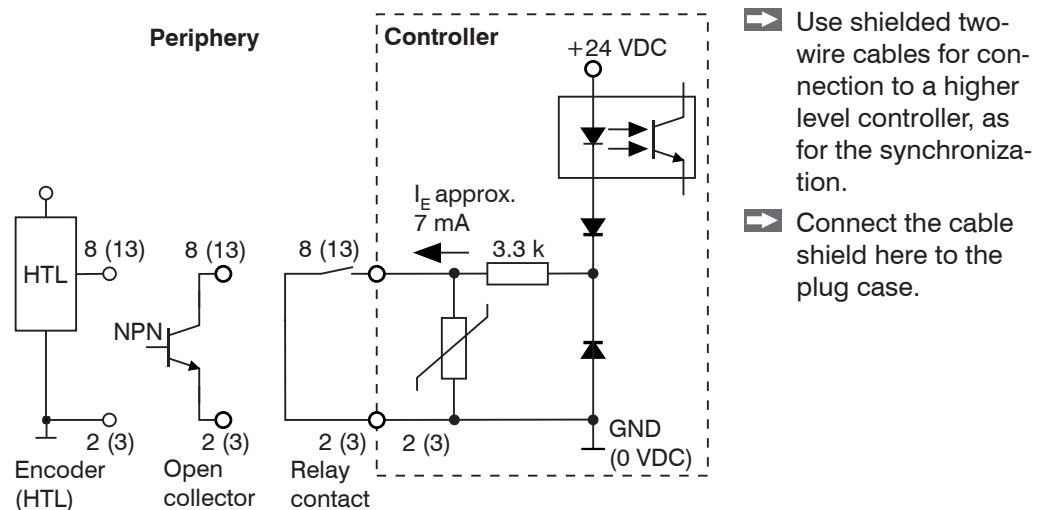 Periphery
Controller
+24 VDC
I_E approx.
7 mA
8 (13)
8 (13)
8 (13)
3.3 k
HTL
NPN
2 (3)
2 (3)
2 (3)
2 (3)
GND
(0 VDC)
Encoder
(HTL)
Open
collector
Relay
contact
Use shielded two-
wire cables for con-
nection to a higher
level controller, as
for the synchroniza-
tion.
Connect the cable
shield here to the
plug case.